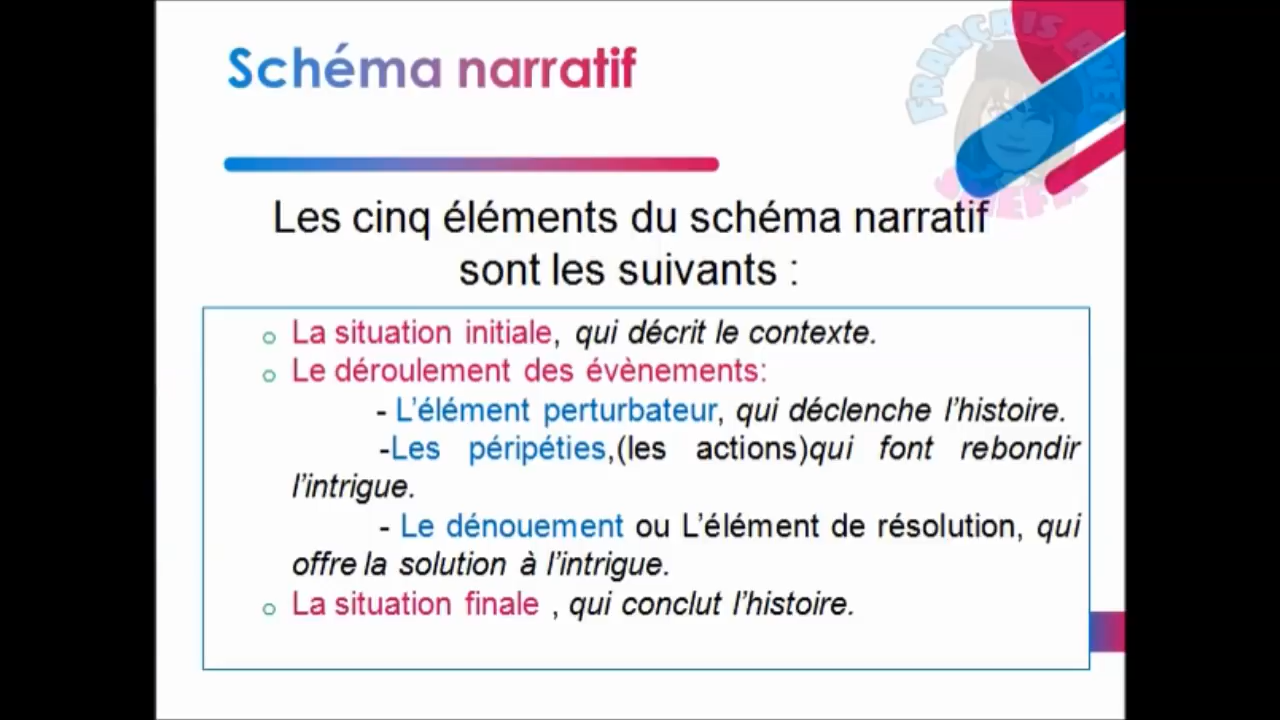 Schéma narratif
FRANÇAIS AVEC
Les cinq éléments du schéma narratif
sont les suivants :
o La situation initiale, qui décrit le contexte.
o Le déroulement des évènements:
- L'élément perturbateur, qui déclenche l'histoire.
-Les péripéties,(les actions)qui font rebondir
l'intrigue.
- Le dénouement ou L'élément de résolution, qui
offre la solution à l'intrigue.
o La situation finale , qui conclut l'histoire.